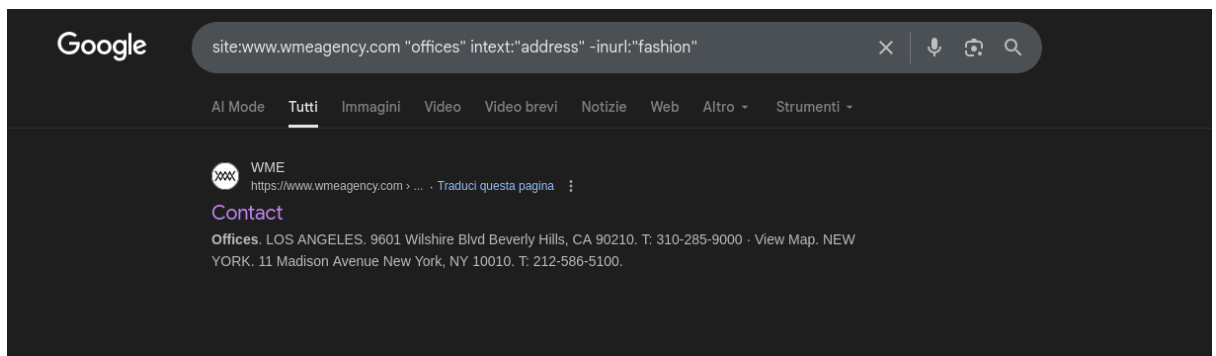 Google
site:www.wmeagency.com "offices" intext:"address" -inurl:"fashion"
AI Mode Tutti Immagini Video Video brevi Notizie Web Altro Strumenti
WME
https://www.wmeagency.com › ... · Traduci questa pagina
Contact
Offices. LOS ANGELES. 9601 Wilshire Blvd Beverly Hills, CA 90210. T: 310-285-9000 · View Map. NEW
YORK. 11 Madison Avenue New York, NY 10010. T: 212-586-5100.